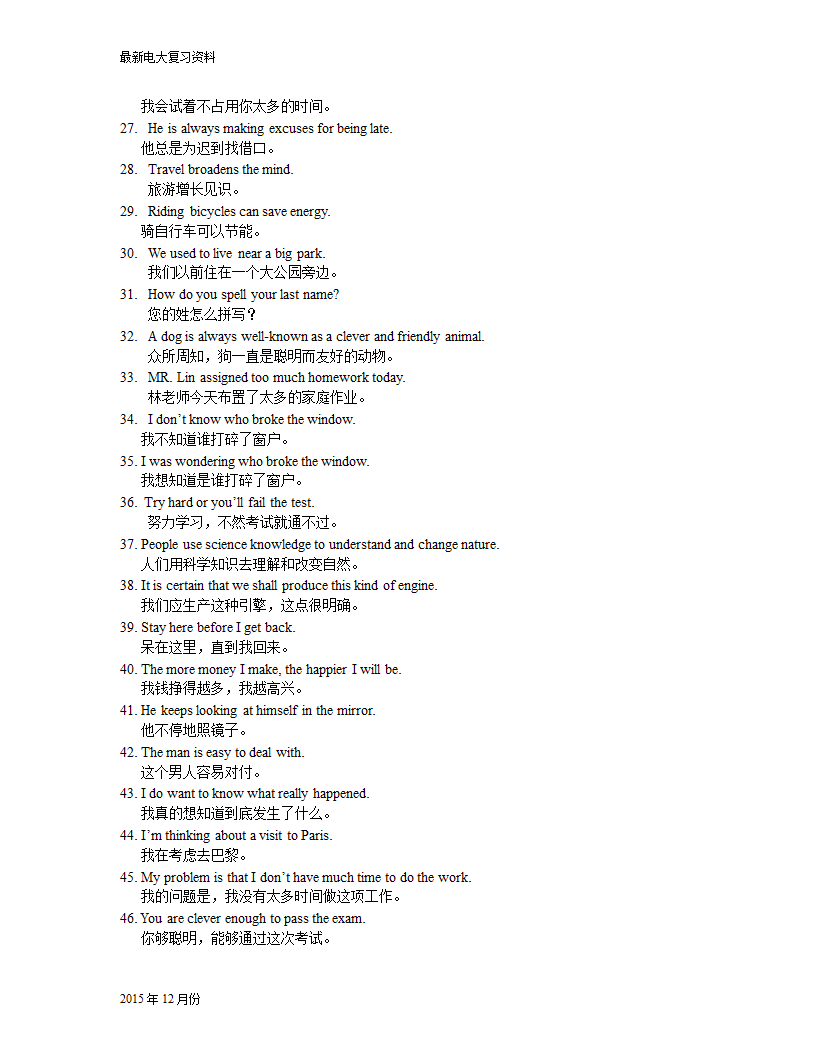 最新电大复习资料
我会试着不占用你太多的时间。
27. He is always making excuses for being late.
他总是为迟到找借口。
28. Travel broadens the mind.
旅游增长见识。
29. Riding bicycles can save energy.
骑自行车可以节能。
30. We used to live near a big park.
我们以前住在一个大公园旁边。
31. How do you spell your last name?
您的姓怎么拼写？
32. A dog is always well-known as a clever and friendly animal.
众所周知，狗一直是聪明而友好的动物。
33. MR. Lin assigned too much homework today.
林老师今天布置了太多的家庭作业。
34. I don’t know who broke the window.
我不知道谁打碎了窗户。
35. I was wondering who broke the window.
我想知道是谁打碎了窗户。
36. Try hard or you’ll fail the test.
努力学习，不然考试就通不过。
37. People use science knowledge to understand and change nature.
人们用科学知识去理解和改变自然。
38. It is certain that we shall produce this kind of engine.
我们应生产这种引擎，这点很明确。
39. Stay here before I get back.
呆在这里，直到我回来。
40. The more money I make, the happier I will be.
我钱挣得越多，我越高兴。
41. He keeps looking at himself in the mirror.
他不停地照镜子。
42. The man is easy to deal with.
这个男人容易对付。
43. I do want to know what really happened.
我真的想知道到底发生了什么。
44. I’m thinking about a visit to Paris.
我在考虑去巴黎。
45. My problem is that I don’t have much time to do the work.
我的问题是，我没有太多时间做这项工作。
46. You are clever enough to pass the exam.
你够聪明，能够通过这次考试。
2015 年 12 月份